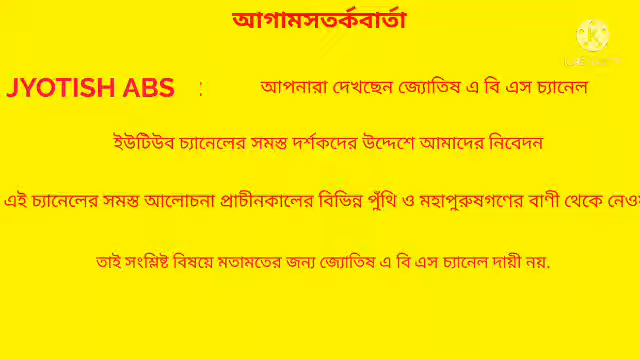 আগামসতর্কবার্তা
JYOTISH ABS : আপনারা দেখছেন জ্যোতিষ এ বি এস চ্যানেল
ইউটিউব চ্যানেলের সমস্ত দর্শকদের উদ্দেশে আমাদের নিবেদন
এই চ্যানেলের সমস্ত আলোচনা প্রাচীনকালের বিভিন্ন পুঁথি ও মহাপুরুষগণের বাণী থেকে
তাই সংশ্লিষ্ট বিষয়ে মতামতের জন্য জ্যোতিষ এ বি এস চ্যানেল দায়ী নয়.